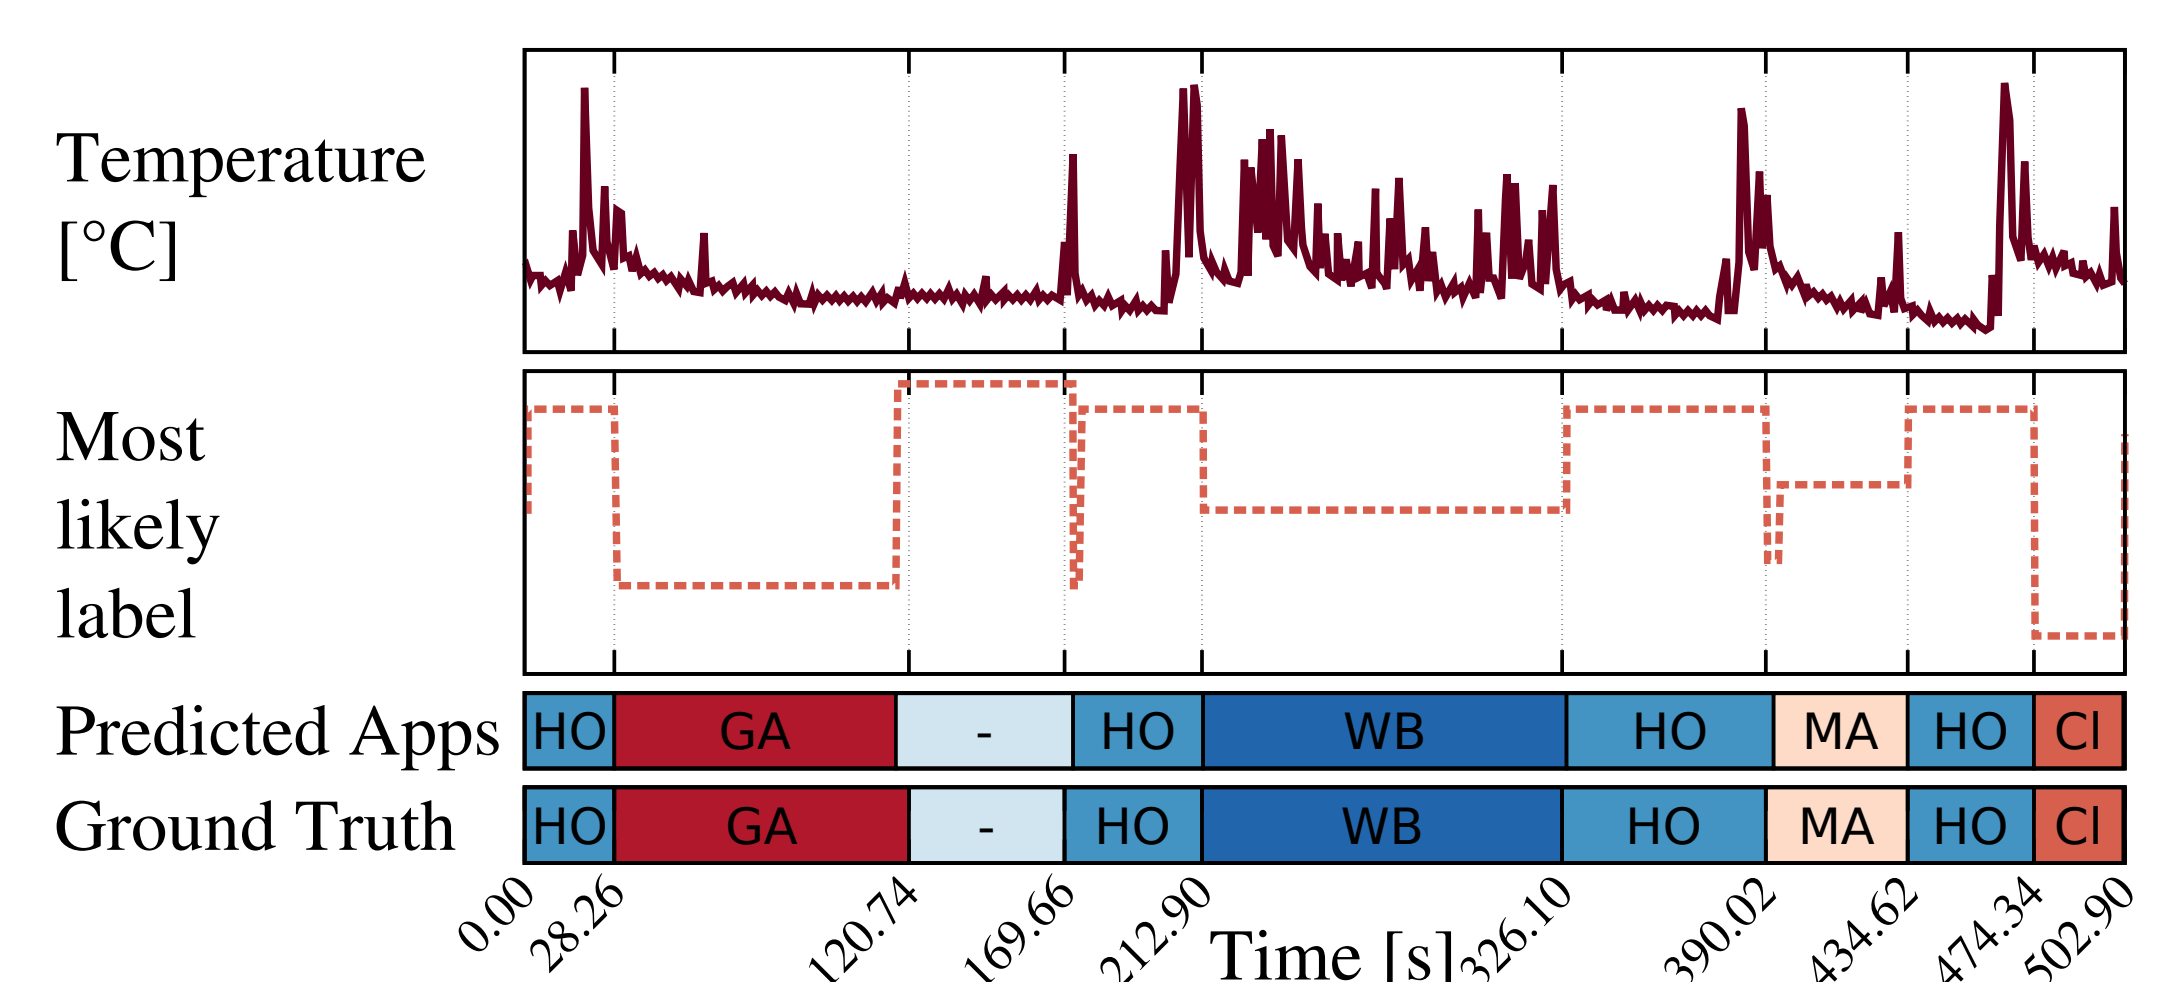 Temperature
[°C]
Most
likely
label
Predicted Apps
HO GA - HO WB HO MA HO Cl
Ground Truth
HO GA - HO WB HO MA HO Cl
0.00 28.26 120.74 169.66 212.90 326.10 390.02 434.62 474.34 502.90
Time [s]